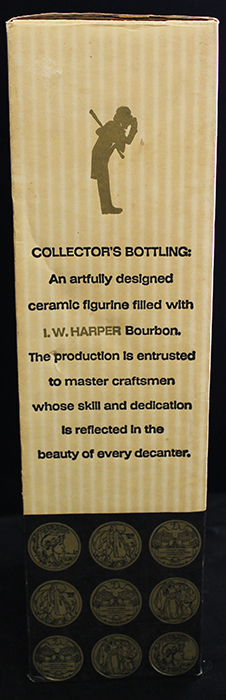 COLLECTOR'S BOTTLING:
An artfully designed
ceramic figurine filled with
I.W. HARPER Bourbon.
The production is entrusted
to master craftsmen
whose skill and dedication
is reflected in the
beauty of every decanter.